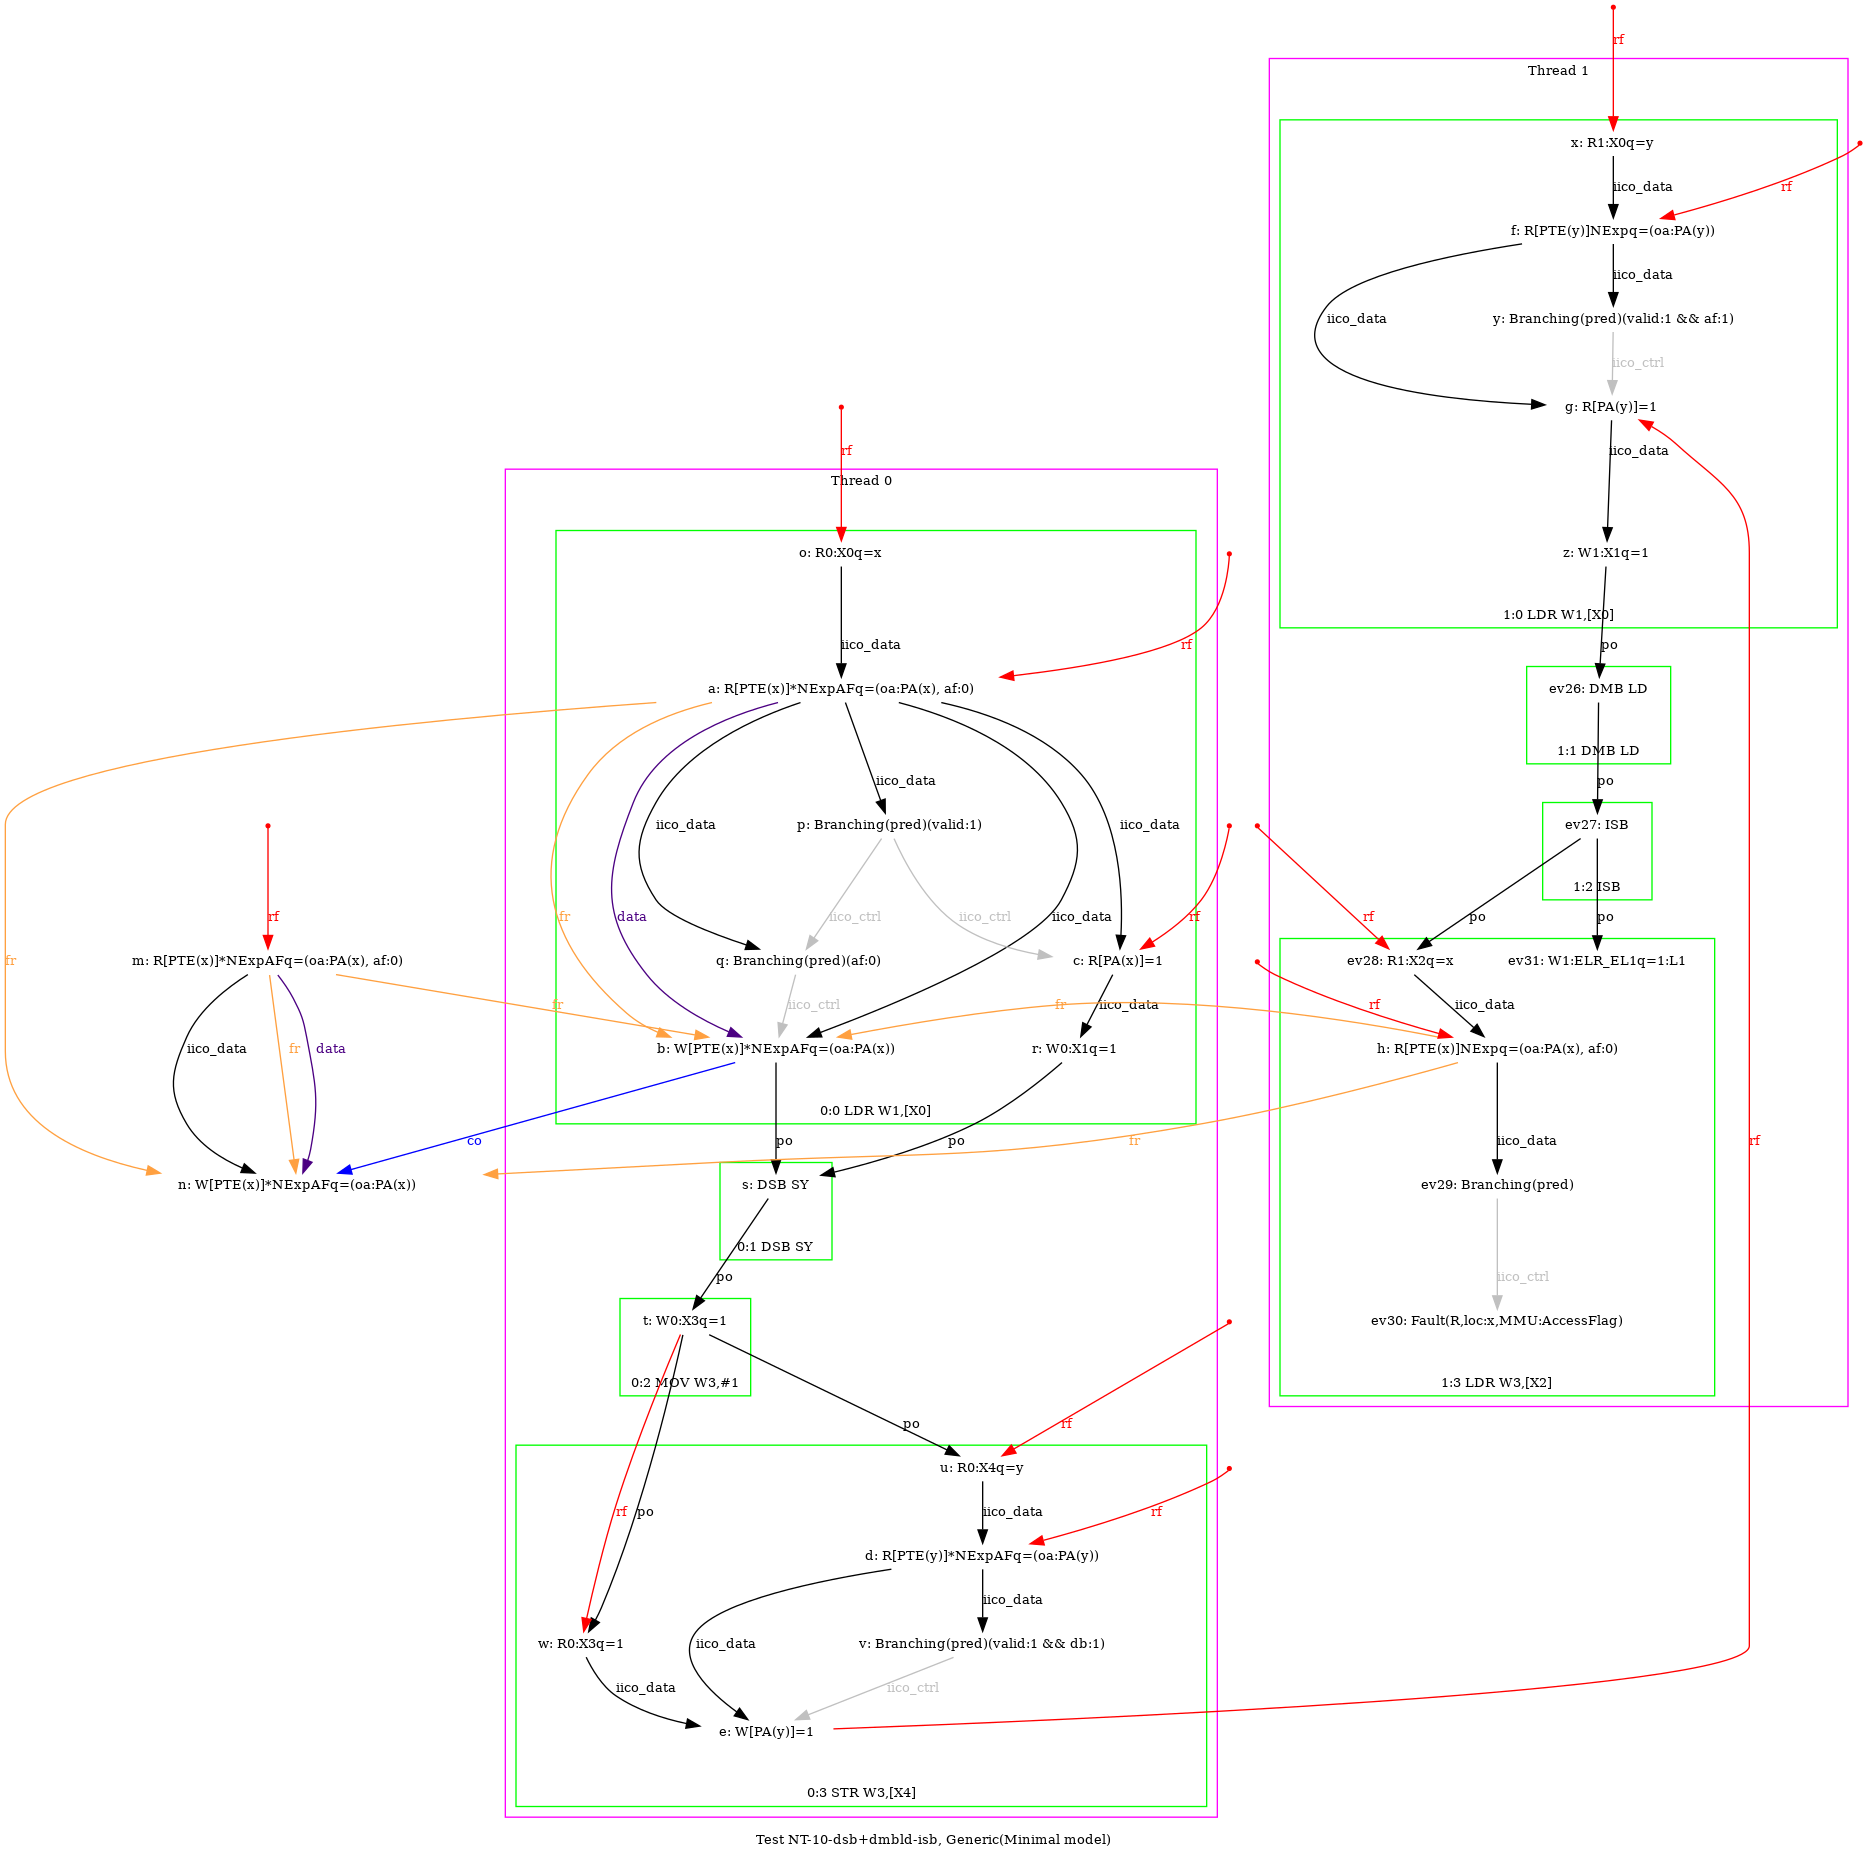 rf
Thread 1
x: R1:X0q=y
iico_data
rf
f: R[PTE(y)]NExpq=(oa:PA(y))
iico_data
iico_data
y: Branching(pred)(valid:1 && af:1)
iico_ctrl
g: R[PA(y)]=1
iico_data
z: W1:X1q=1
1:0 LDR W1,[X0]
po
ev26: DMB LD
1:1 DMB LD
po
ev27: ISB
1:2 ISB
po
po
rf
ev28: R1:X2q=x
ev31: W1:ELR_EL1q=1:L1
rf
iico_data
h: R[PTE(x)]NExpq=(oa:PA(x), af:0)
iico_data
ev29: Branching(pred)
iico_ctrl
ev30: Fault(R,loc:x,MMU:AccessFlag)
1:3 LDR W3,[X2]
rf
rf
Thread 0
o: R0:X0q=x
iico_data
rf
a: R[PTE(x)]*NExpAFq=(oa:PA(x), af:0)
iico_data
iico_data
iico_data
p: Branching(pred)(valid:1)
fr
data
iico_ctrl
iico_ctrl
iico_data
rf
q: Branching(pred)(af:0)
c: R[PA(x)]=1
iico_ctrl
iico_data
fr
fr
b: W[PTE(x)]*NExpAFq=(oa:PA(x))
r: W0:X1q=1
0:0 LDR W1,[X0]
fr
rf
m: R[PTE(x)]*NExpAFq=(oa:PA(x), af:0)
iico_data
fr
data
co
n: W[PTE(x)]*NExpAFq=(oa:PA(x))
po
po
fr
s: DSB SY
0:1 DSB SY
po
t: W0:X3q=1
0:2 MOV W3,#1
po
rf
u: R0:X4q=y
rf
po
iico_data
rf
d: R[PTE(y)]*NExpAFq=(oa:PA(y))
iico_data
w: R0:X3q=1
iico_data
v: Branching(pred)(valid:1 && db:1)
iico_data
iico_ctrl
e: W[PA(y)]=1
0:3 STR W3,[X4]
Test NT-10-dsb+dmbld-isb, Generic(Minimal model)